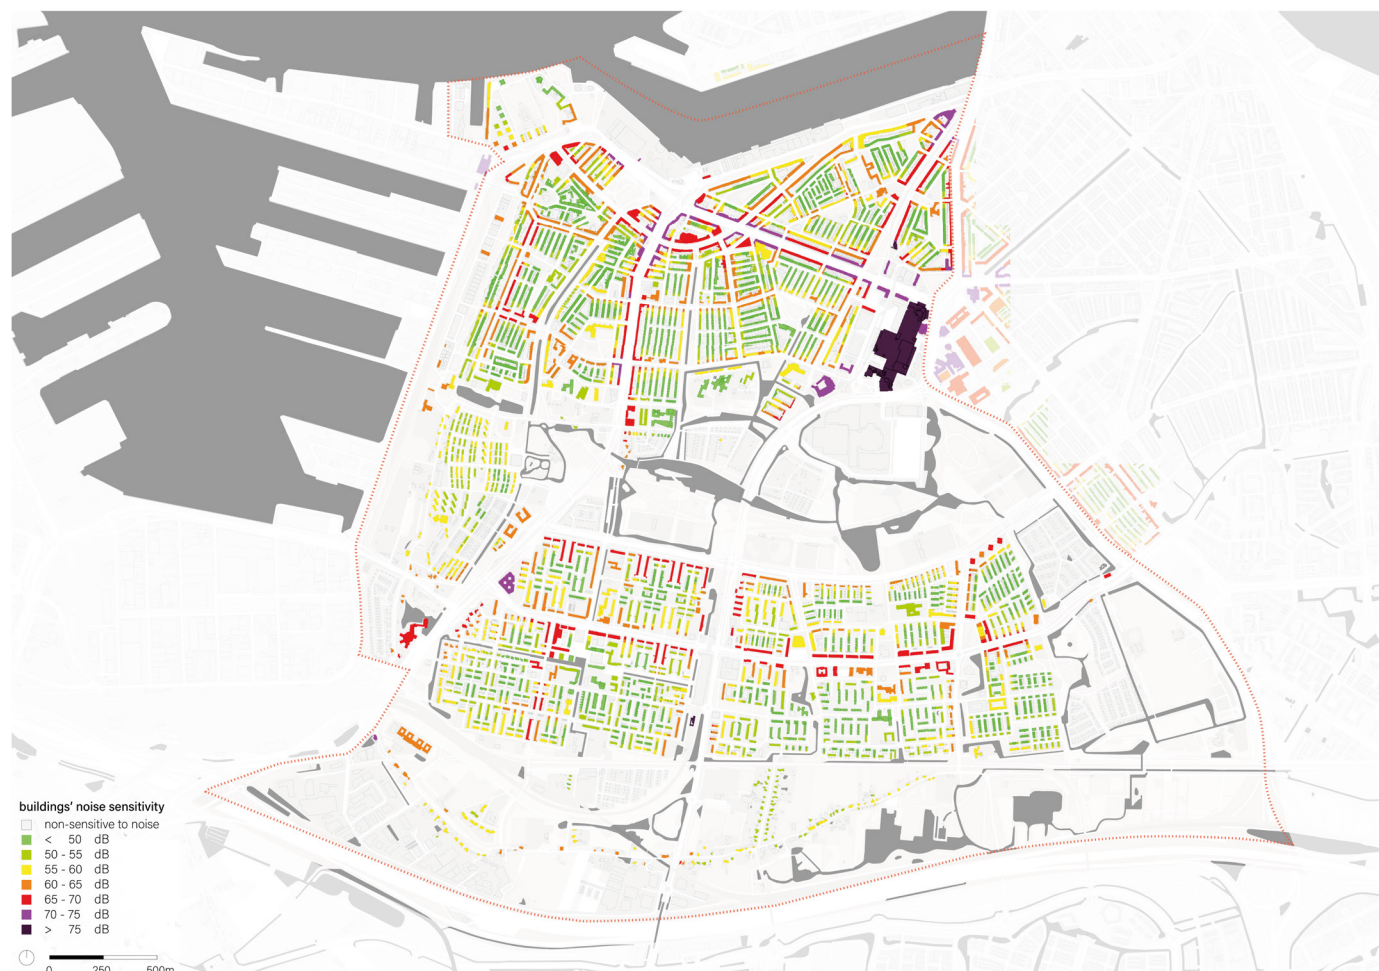 buildings' noise sensitivity
non-sensitive to noise
< 50 dB
50 - 55 dB
55 - 60 dB
60 - 65 dB
65 - 70 dB
70 - 75 dB
> 75 dB
0 250 500m